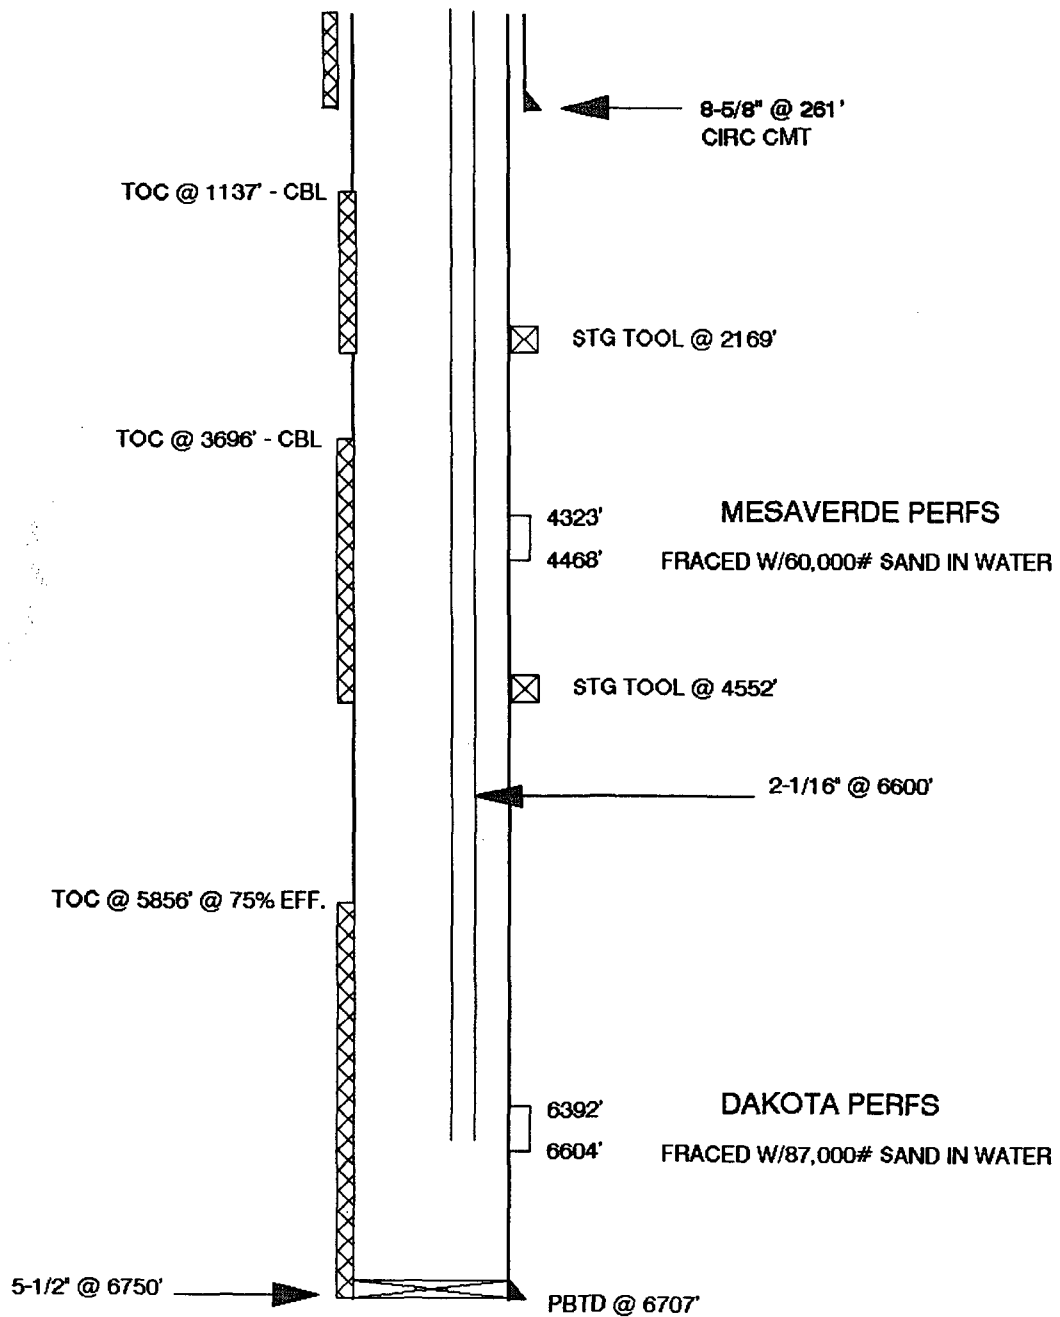 8-5/8" @ 261'
CIRC CMT
TOC @ 1137' - CBL
STG TOOL @ 2169'
TOC @ 3696' - CBL
4323'
MESAVERDE PERFS
4468'
FRACED W/60,000# SAND IN WATER
STG TOOL @ 4552'
2-1/16" @ 6600'
TOC @ 5856' @ 75% EFF.
6392'
DAKOTA PERFS
6604'
FRACED W/87,000# SAND IN WATER
5-1/2" @ 6750'
PBTD @ 6707'